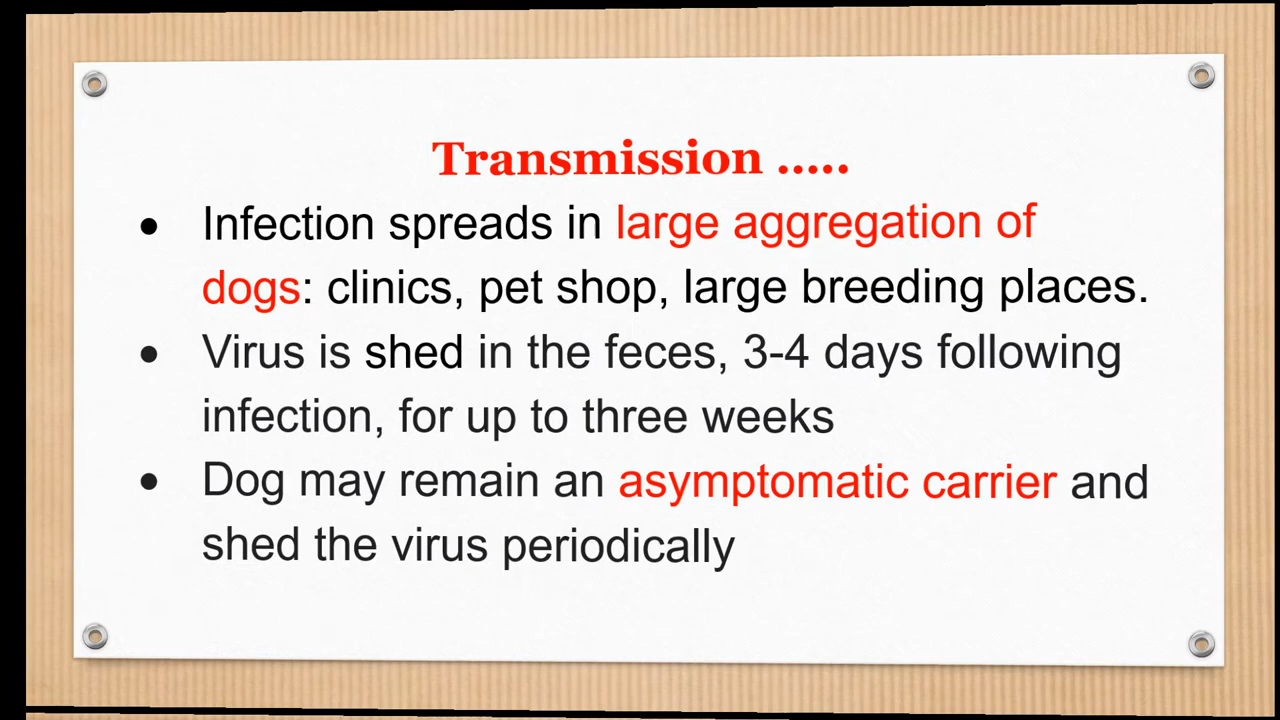 Transmission .....
• Infection spreads in large aggregation of
dogs: clinics, pet shop, large breeding places.
• Virus is shed in the feces, 3-4 days following
infection, for up to three weeks
• Dog may remain an asymptomatic carrier and
shed the virus periodically